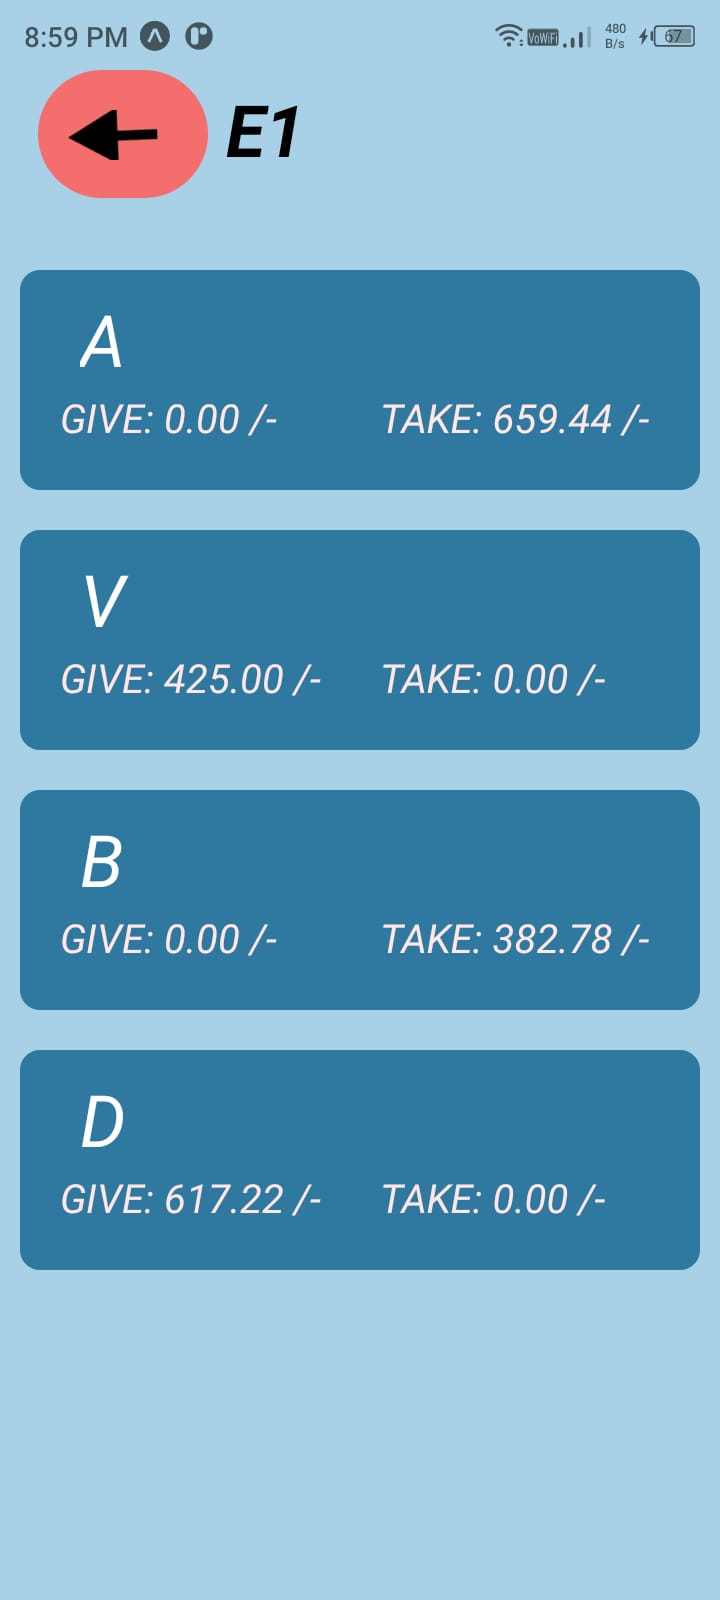 8:59 PM VoWiFi 480 B/s 67
E1
A
GIVE: 0.00 /- TAKE: 659.44 /-
V
GIVE: 425.00 /- TAKE: 0.00 /-
B
GIVE: 0.00 /- TAKE: 382.78 /-
D
GIVE: 617.22 /- TAKE: 0.00 /-